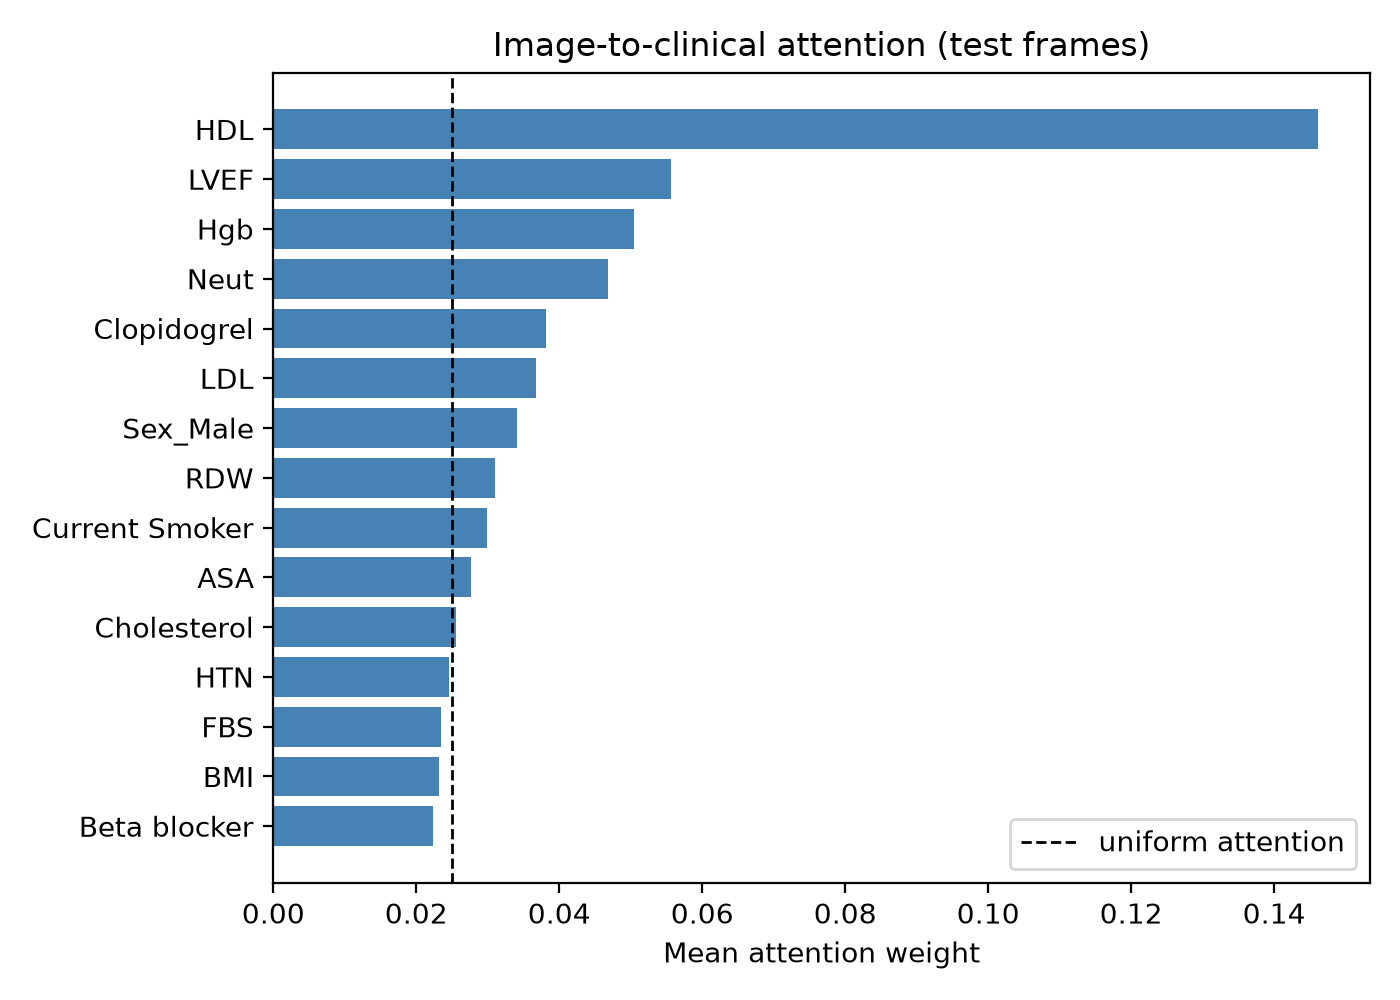 Image-to-clinical attention (test frames)
HDL
LVEF
Hgb
Neut
Clopidogrel
LDL
Sex_Male
RDW
Current Smoker
ASA
Cholesterol
HTN
FBS
BMI
Beta blocker
uniform attention
0.00 0.02 0.04 0.06 0.08 0.10 0.12 0.14
Mean attention weight